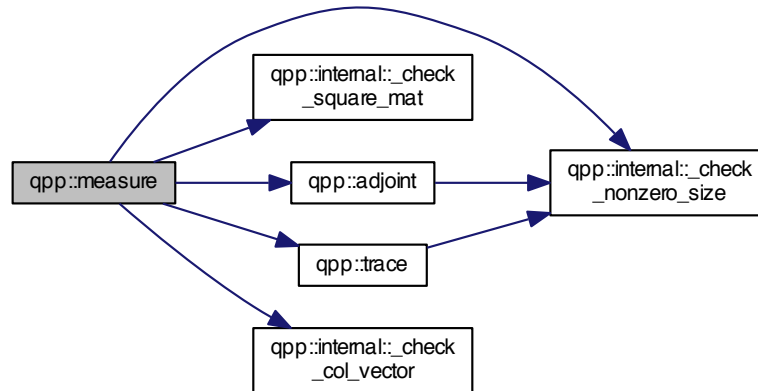 qpp::measure
qpp::internal::_check
_square_mat
qpp::adjoint
qpp::trace
qpp::internal::_check
_col_vector
qpp::internal::_check
_nonzero_size